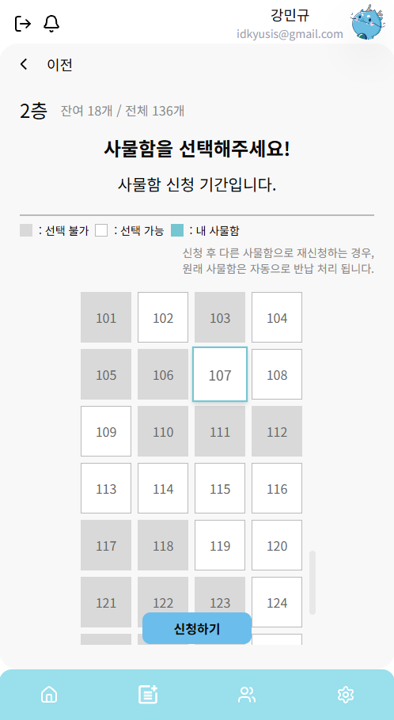 강민규
idkyusis@gmail.com
이전
2층 잔여 18개 / 전체 136개
사물함을 선택해주세요!
사물함 신청 기간입니다.
: 선택 불가 : 선택 가능 : 내 사물함
신청 후 다른 사물함으로 재신청하는 경우,
원래 사물함은 자동으로 반납 처리 됩니다.
101 102 103 104
105 106 107 108
109 110 111 112
113 114 115 116
117 118 119 120
121 122 123 124
신청하기